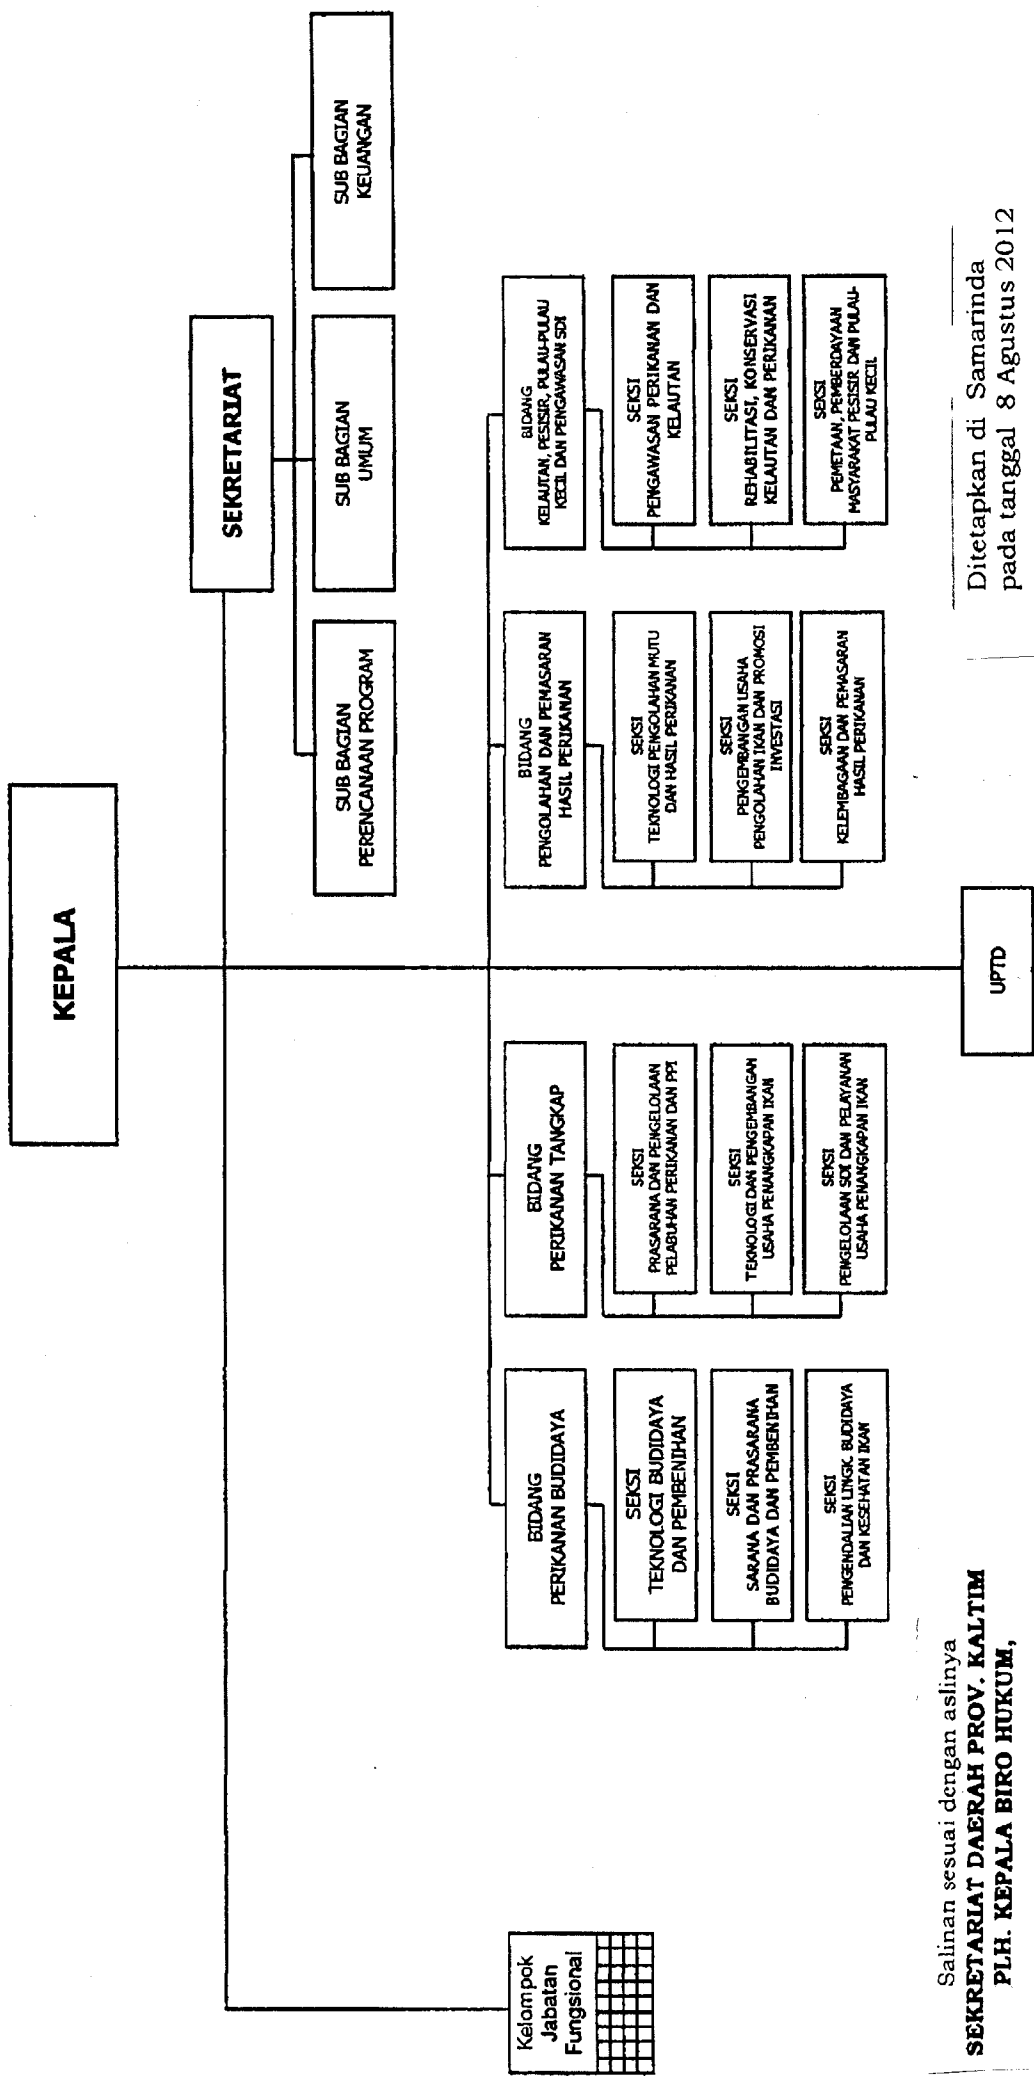 KEPALA
SEKRETARIAT
SUB BAGIAN
PERENCANAAN PROGRAM
SUB BAGIAN
UMUM
SUB BAGIAN
KEUANGAN
Kelompok
Jabatan
Fungsional
BIDANG
PERIKANAN BUDIDAYA
SEKSI
TEKNOLOGI BUDIDAYA
DAN PEMBENIHAN
SEKSI
SARANA DAN PRASARANA
BUDIDAYA DAN PEMBENIHAN
SEKSI
PENGENDALIAN LINGK. BUDIDAYA
DAN KESEHATAN IKAN
BIDANG
PERIKANAN TANGKAP
SEKSI
PRASARANA DAN PENGELOLAAN
PELABUHAN PERIKANAN DAN PPI
SEKSI
TEKNOLOGI DAN PENGEMBANGAN
USAHA PENANGKAPAN IKAN
SEKSI
PENGELOLAAN SDI DAN PELAYANAN
USAHA PENANGKAPAN IKAN
BIDANG
PENGOLAHAN DAN PEMASARAN
HASIL PERIKANAN
SEKSI
TEKNOLOGI PENGOLAHAN MUTU
DAN HASIL PERIKANAN
SEKSI
PENGEMBANGAN USAHA
PENGOLAHAN IKAN DAN PROMOSI
INVESTASI
SEKSI
KELEMBAGAAN DAN PEMASARAN
HASIL PERIKANAN
BIDANG
KELAUTAN, PESISIR, PULAU-PULAU
KECIL DAN PENGAWASAN SDI
SEKSI
PENGAWASAN PERIKANAN DAN
KELAUTAN
SEKSI
REHABILITASI, KONSERVASI
KELAUTAN DAN PERIKANAN
SEKSI
PEMETAAN, PEMBERDAYAAN
MASYARAKAT PESISIR DAN PULAU-
PULAU KECIL
UPTD
Salinan sesuai dengan aslinya
SEKRETARIAT DAERAH PROV. KALTIM
PLH. KEPALA BIRO HUKUM,
Ditetapkan di Samarinda
pada tanggal 8 Agustus 2012